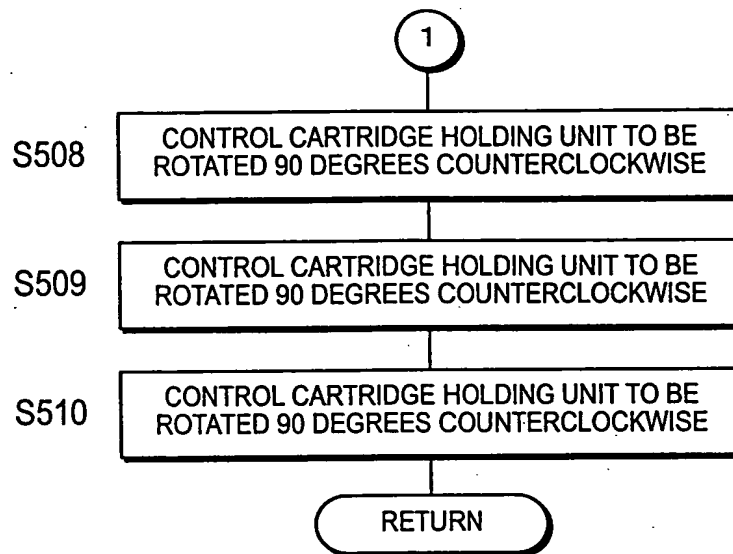 1
S508
CONTROL CARTRIDGE HOLDING UNIT TO BE
ROTATED 90 DEGREES COUNTERCLOCKWISE
S509
CONTROL CARTRIDGE HOLDING UNIT TO BE
ROTATED 90 DEGREES COUNTERCLOCKWISE
S510
CONTROL CARTRIDGE HOLDING UNIT TO BE
ROTATED 90 DEGREES COUNTERCLOCKWISE
RETURN